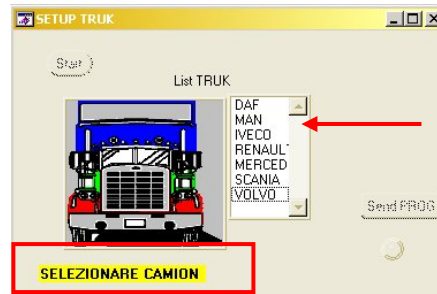 SETUP TRUK
Start
List TRUK
DAF
MAN
IVECO
RENAULT
MERCED
SCANIA
VOLVO
Send PROG
SELEZIONARE CAMION